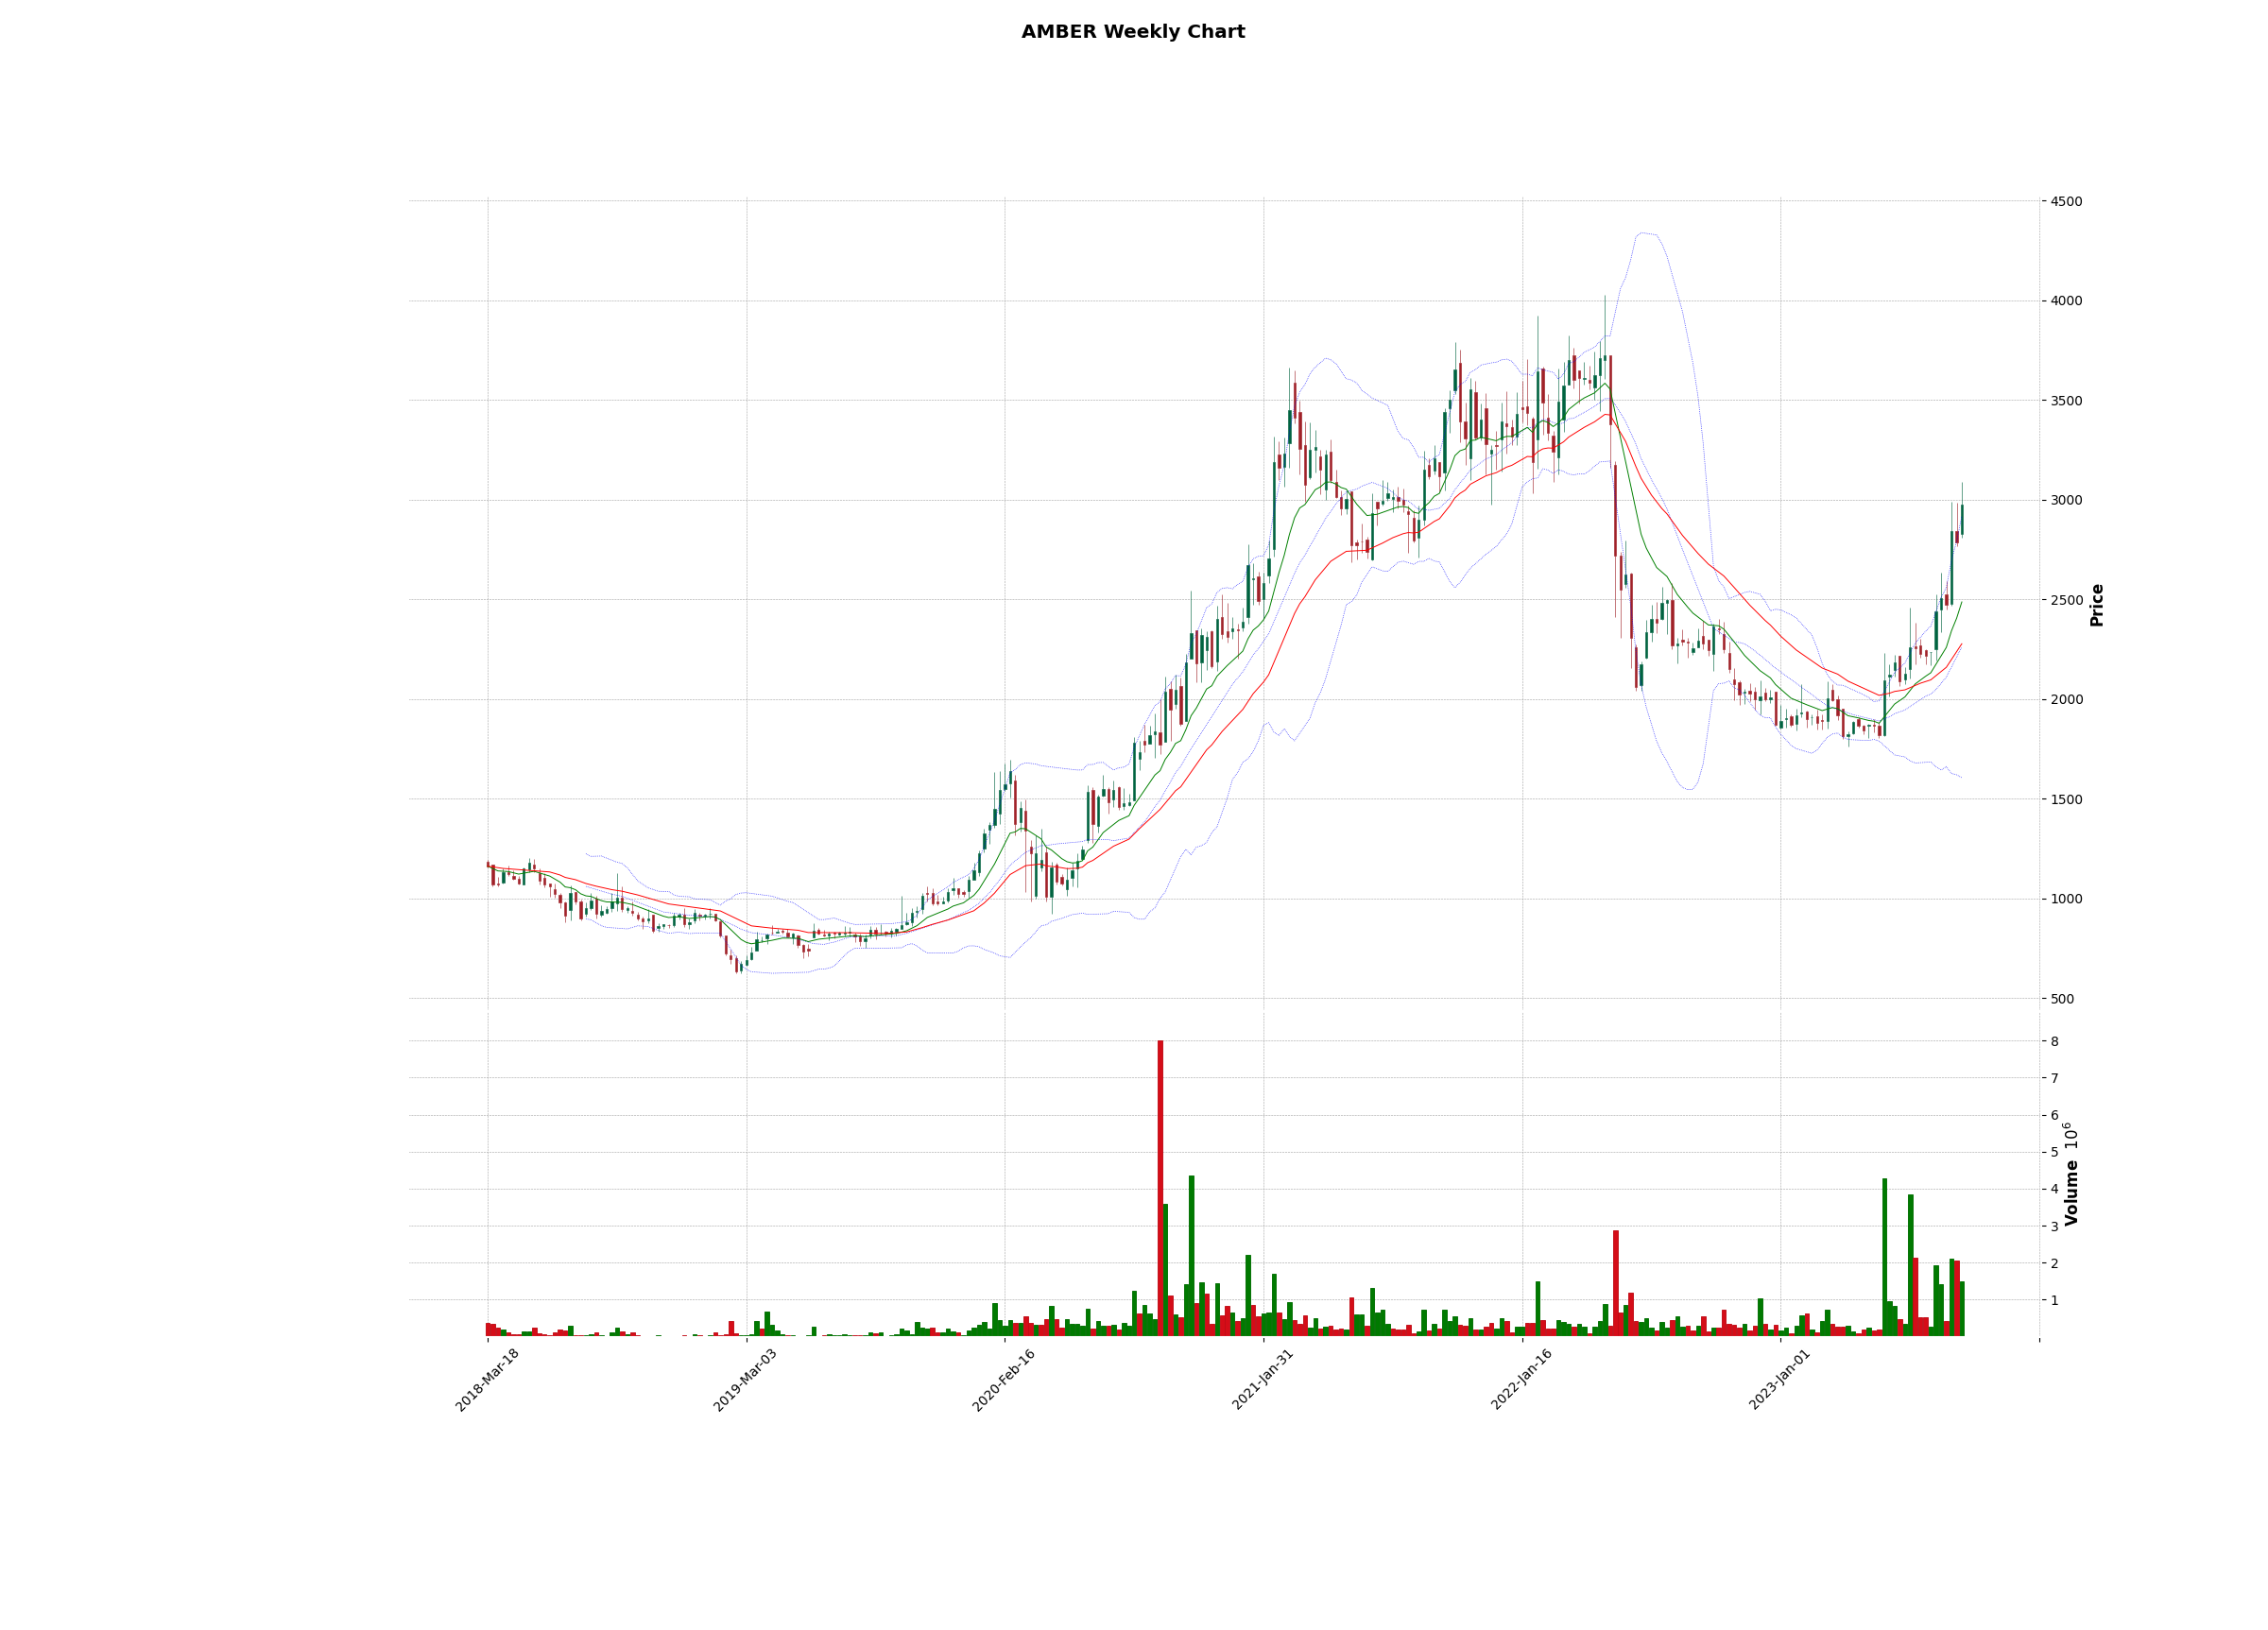 AMBER Weekly Chart
4500
4000
3500
3000
2500
2000
1500
1000
500
Price
8
7
6
5
4
3
2
1
Volume 10⁶
2018-Mar-18
2019-Mar-03
2020-Feb-16
2021-Jan-31
2022-Jan-16
2023-Jan-01